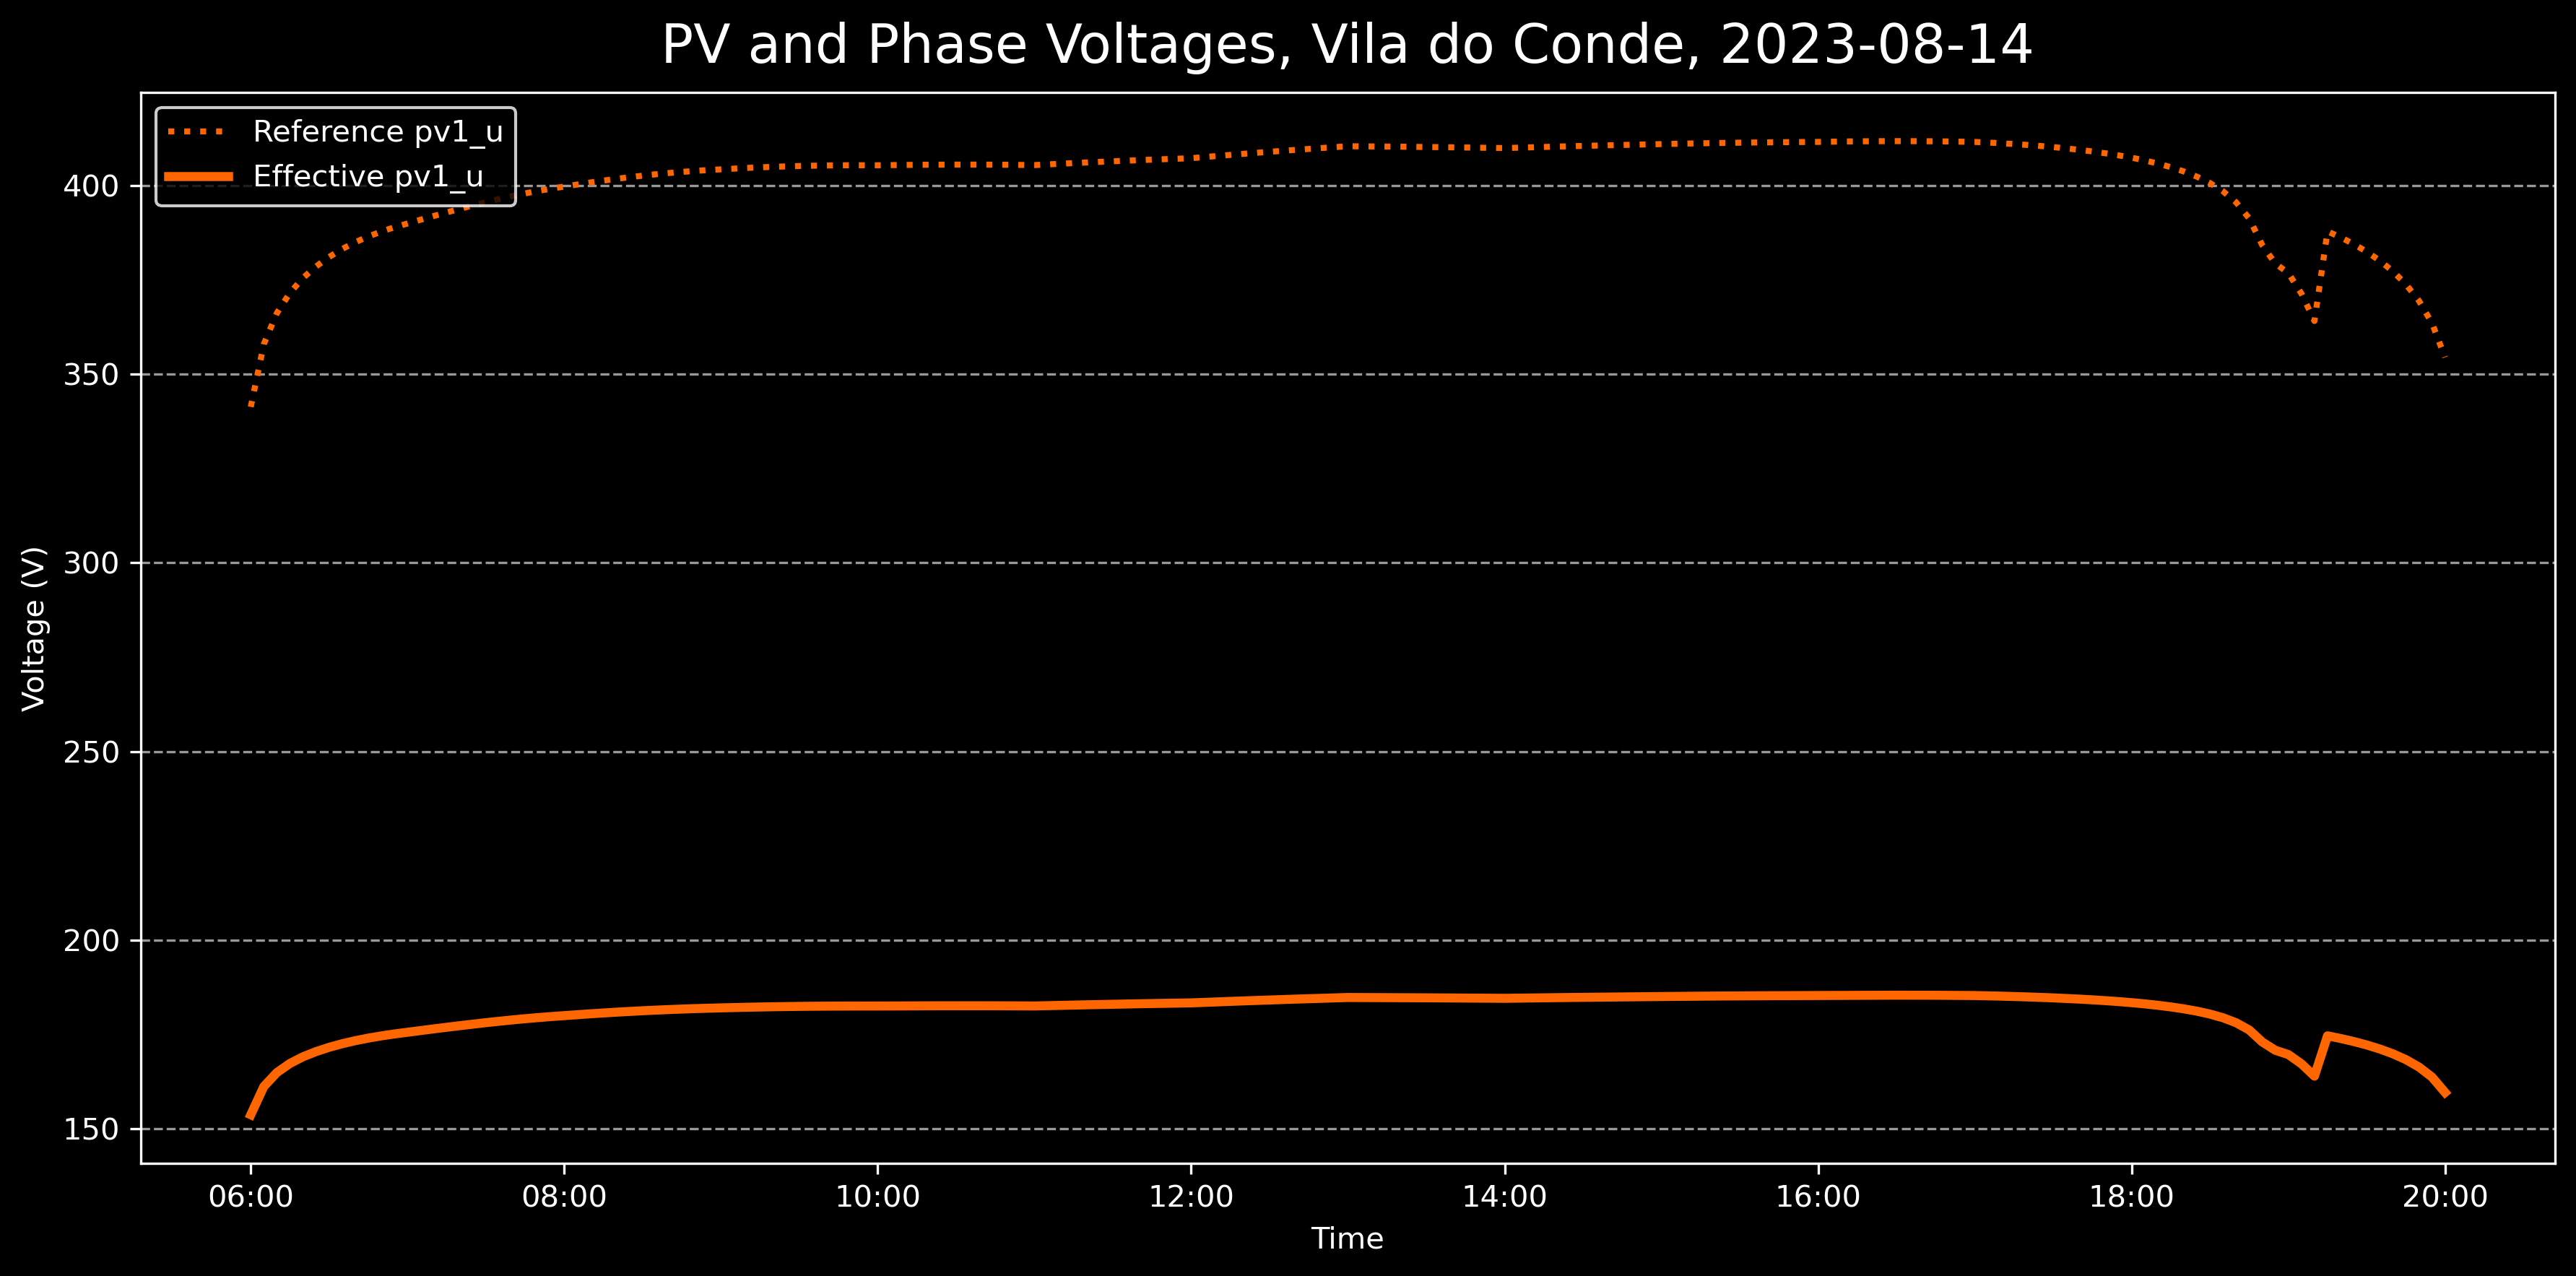 PV and Phase Voltages, Vila do Conde, 2023-08-14
Reference pv1_u
Effective pv1_u
400
350
300
250
200
150
Voltage (V)
06:00 08:00 10:00 12:00 14:00 16:00 18:00 20:00
Time